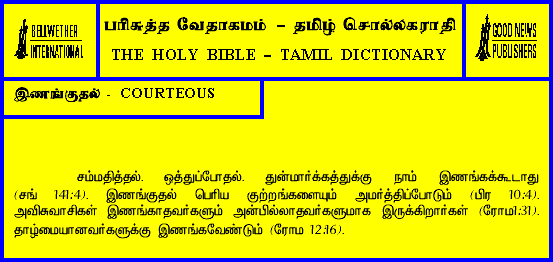 BELLWETHER
INTERNATIONAL
பரிசுத்த வேதாகமம் – தமிழ் சொல்லகராதி
THE HOLY BIBLE – TAMIL DICTIONARY
GOOD NEWS
PUBLISHERS
இணங்குதல் - COURTEOUS
சம்மதித்தல். ஒத்துப்போதல். துன்மார்க்கத்துக்கு நாம் இணங்கக்கூடாது
(சங் 141:4). இணங்குதல் பெரிய குற்றங்களையும் அமர்த்திப்போடும் (பிர 10:4).
அவிசுவாசிகள் இணங்காதவர்களும் அன்பில்லாதவர்களுமாக இருக்கிறார்கள் (ரோம1:31).
தாழ்மையானவர்களுக்கு இணங்கவேண்டும் (ரோம 12:16).